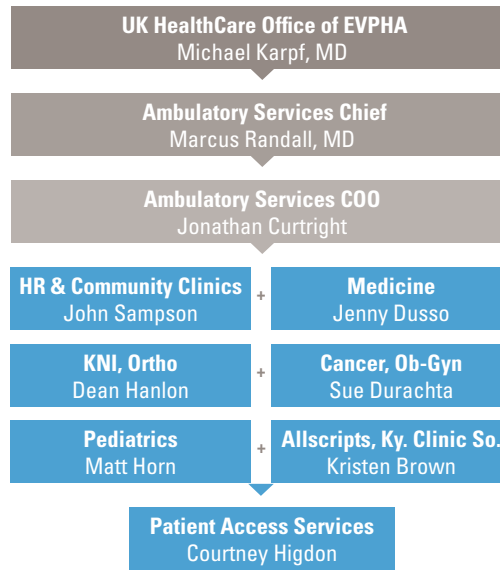 UK HealthCare Office of EVPHA
Michael Karpf, MD
Ambulatory Services Chief
Marcus Randall, MD
Ambulatory Services COO
Jonathan Curtright
HR & Community Clinics + Medicine
John Sampson Jenny Dusso
KNI, Ortho + Cancer, Ob-Gyn
Dean Hanlon Sue Durachta
Pediatrics + Allscripts, Ky. Clinic So.
Matt Horn Kristen Brown
Patient Access Services
Courtney Higdon